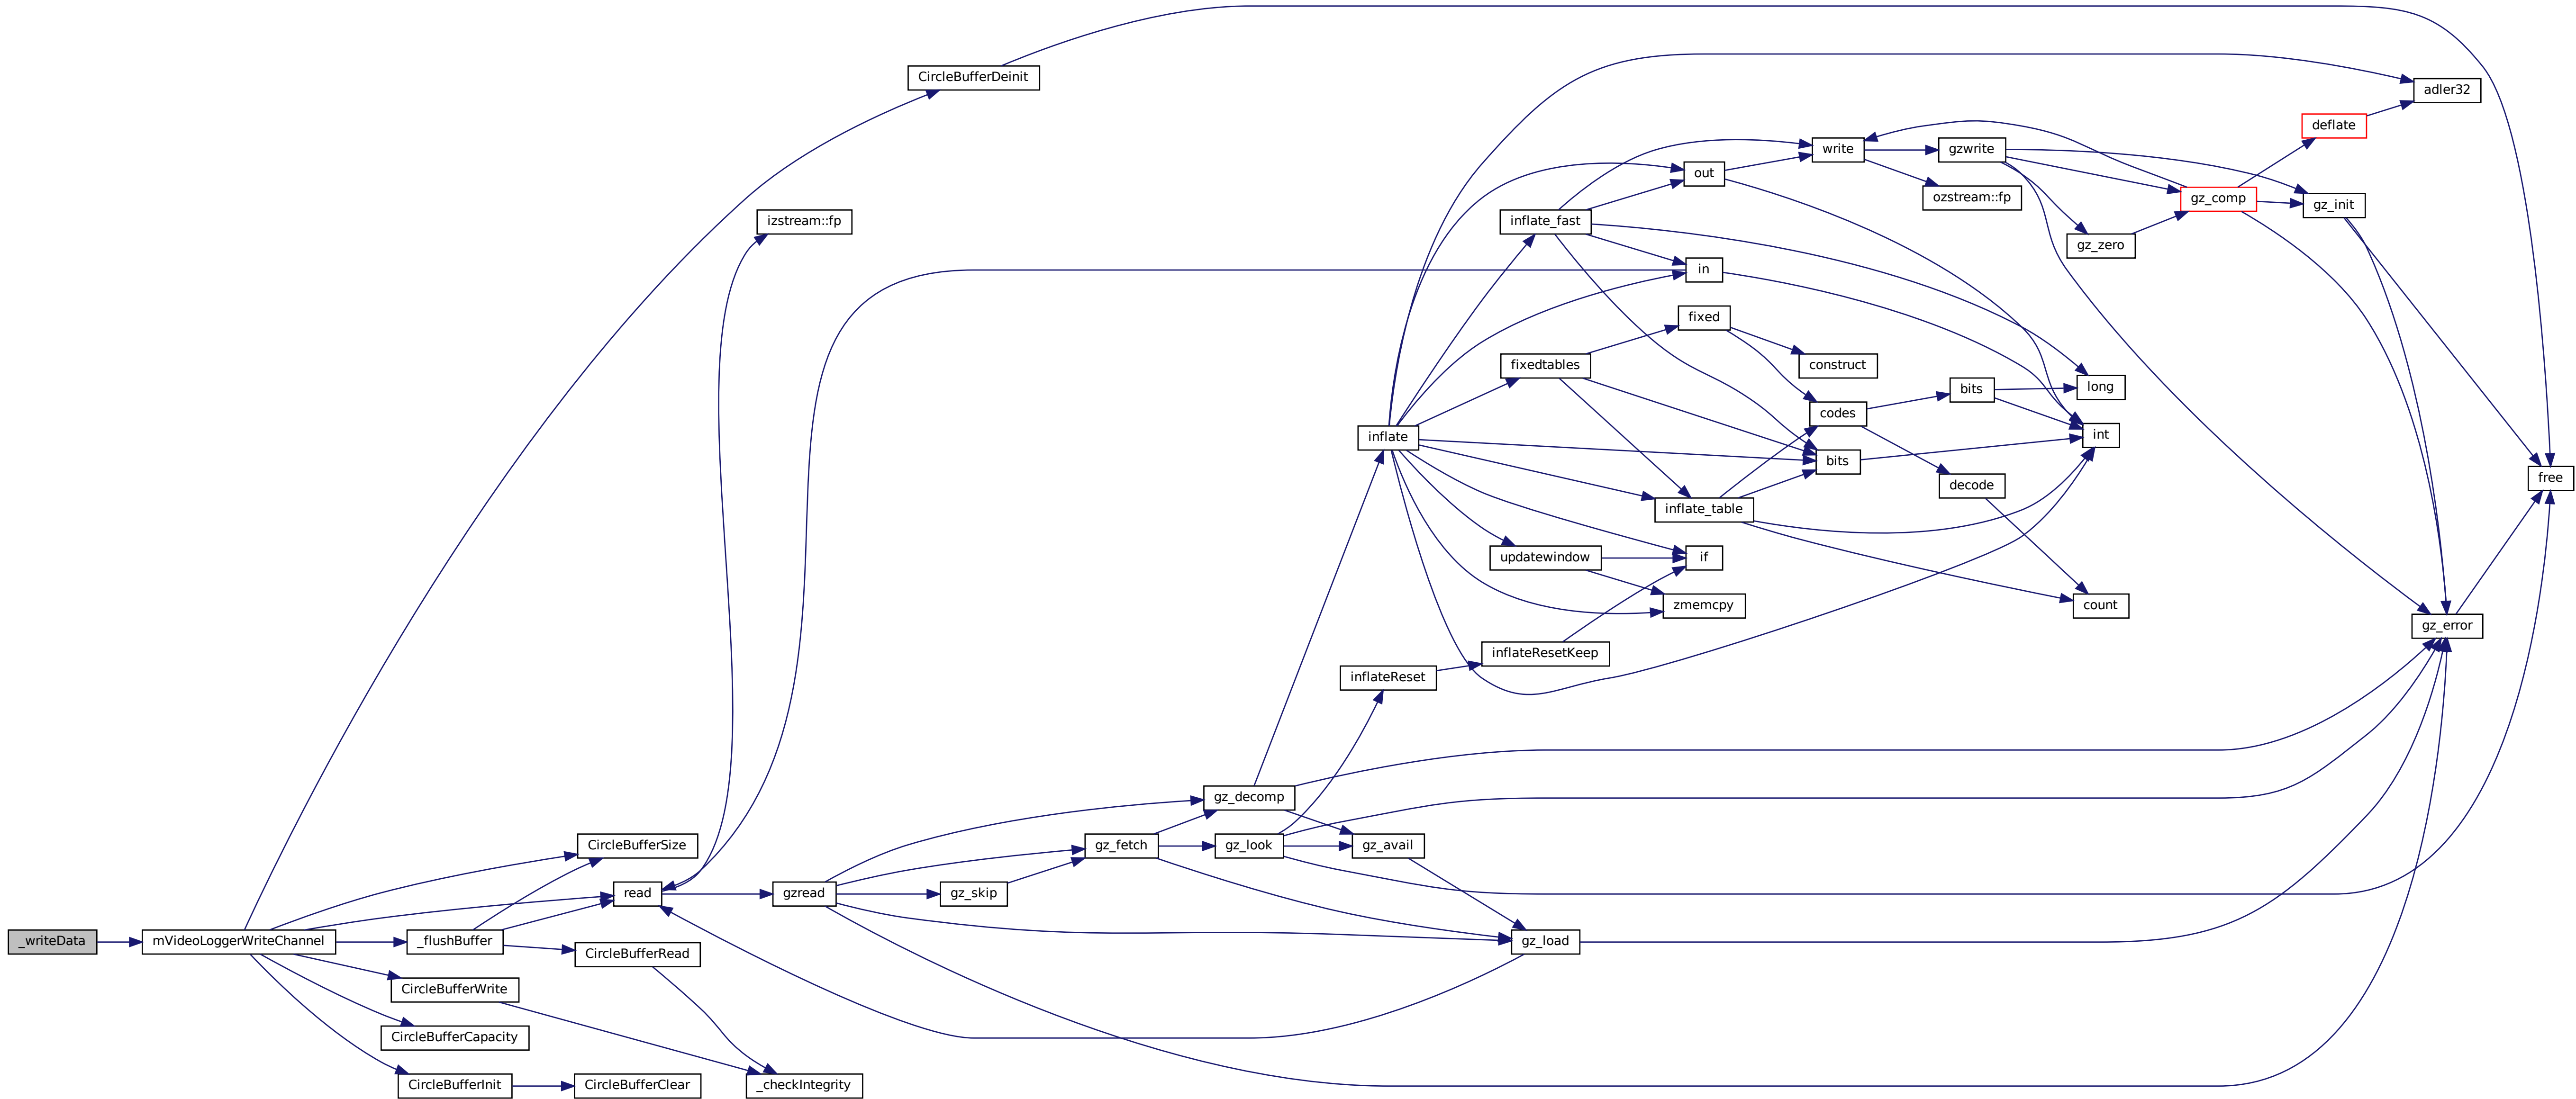 CircleBufferDeinit
adler32
deflate
write
gzwrite
out
izstream::fp
inflate_fast
ozstream::fp
gz_comp
gz_init
gz_zero
in
fixed
fixedtables
construct
long
bits
codes
inflate
int
bits
decode
free
inflate_table
updatewindow
if
zmemcpy
count
gz_error
inflateResetKeep
inflateReset
gz_decomp
CircleBufferSize
gz_fetch
gz_look
gz_avail
read
gzread
gz_skip
_writeData
mVideoLoggerWriteChannel
_flushBuffer
gz_load
CircleBufferRead
CircleBufferWrite
CircleBufferCapacity
CircleBufferInit
CircleBufferClear
_checkIntegrity